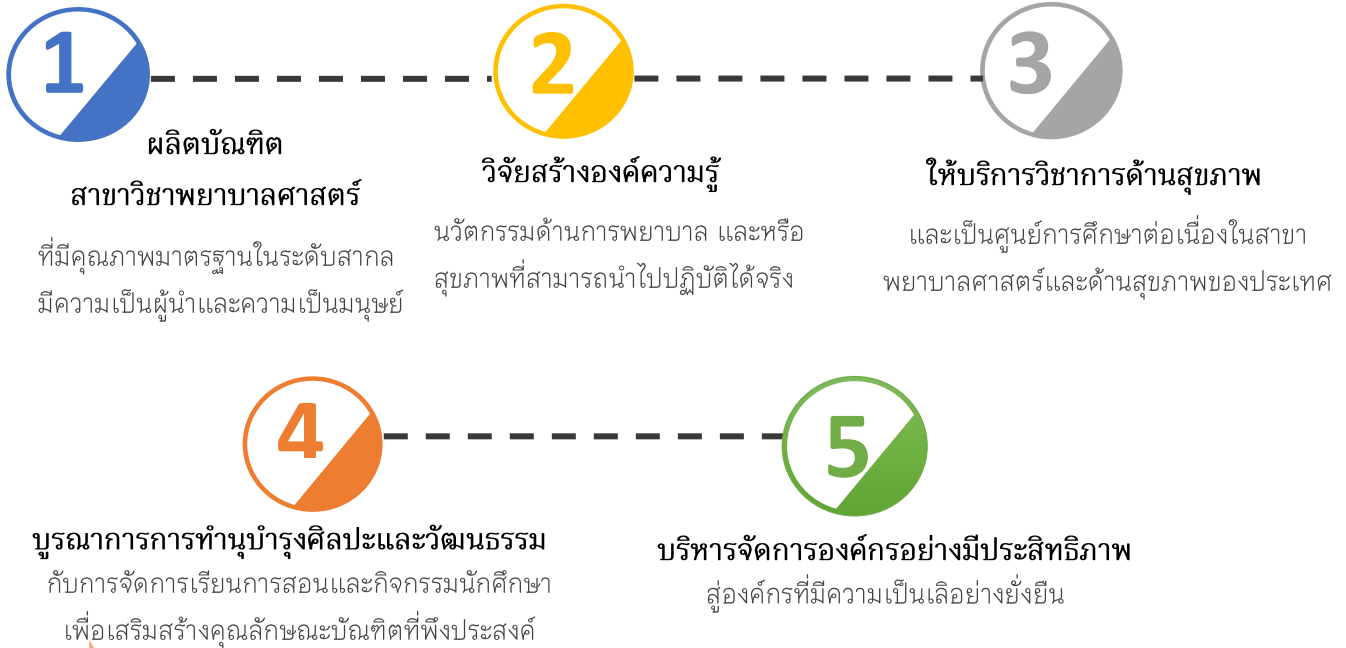 1
ผลิตบัณฑิต
สาขาวิชาพยาบาลศาสตร์
ที่มีคุณภาพมาตรฐานในระดับสากล
มีความเป็นผู้นำและความเป็นมนุษย์
2
วิจัยสร้างองค์ความรู้
นวัตกรรมด้านการพยาบาล และหรือ
สุขภาพที่สามารถนำไปปฏิบัติได้จริง
3
ให้บริการวิชาการด้านสุขภาพ
และเป็นศูนย์การศึกษาต่อเนื่องในสาขา
พยาบาลศาสตร์และด้านสุขภาพของประเทศ
4
บูรณาการการทำนุบำรุงศิลปะและวัฒนธรรม
กับการจัดการเรียนการสอนและกิจกรรมนักศึกษา
เพื่อเสริมสร้างคุณลักษณะบัณฑิตที่พึงประสงค์
5
บริหารจัดการองค์กรอย่างมีประสิทธิภาพ
สู่องค์กรที่มีความเป็นเลิอย่างยั่งยืน